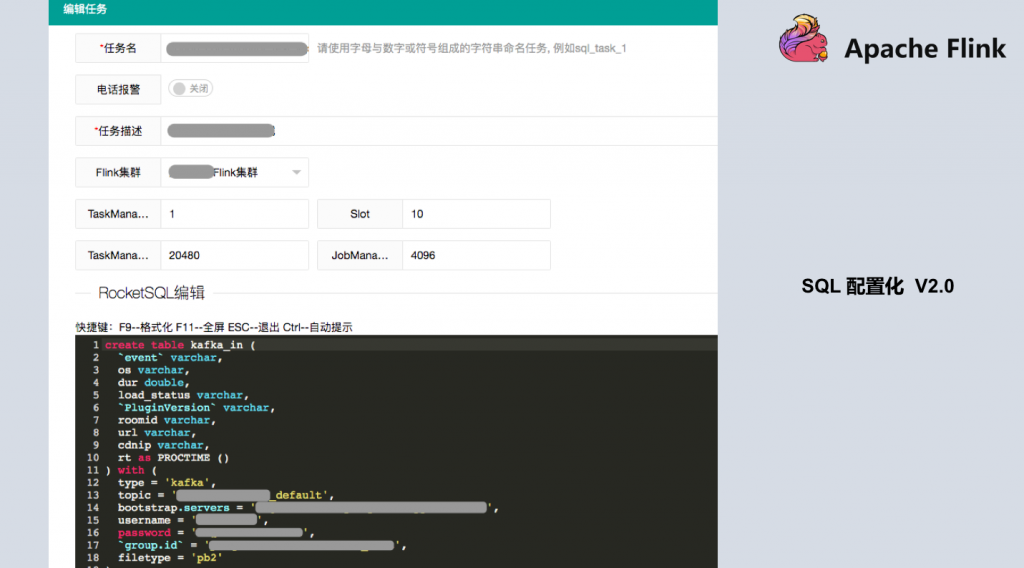 编辑任务
*任务名 请使用字母与数字或符号组成的字符串命名任务, 例如sql_task_1
Apache Flink
电话报警 关闭
*任务描述
Flink集群 Flink集群
TaskMana... 1 Slot 10
TaskMana... 20480 JobMana... 4096
SQL 配置化 V2.0
RocketSQL编辑
快捷键: F9--格式化 F11--全屏 ESC--退出 Ctrl--自动提示
1 create table kafka_in (
2 `event` varchar,
3 os varchar,
4 dur double,
5 load_status varchar,
6 `PluginVersion` varchar,
7 roomid varchar,
8 url varchar,
9 cdnip varchar,
10 rt as PROCTIME ()
11 ) with (
12 type = 'kafka',
13 topic = '_default',
14 bootstrap.servers = '',
15 username = '',
16 password = '',
17 `group.id` = '',
18 filetype = 'pb2'